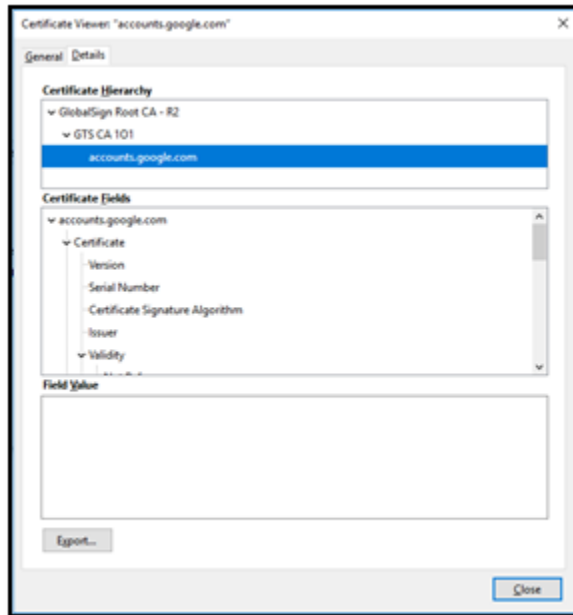 Certificate Viewer: "accounts.google.com"
General Details
Certificate Hierarchy
GlobalSign Root CA - R2
GTS CA 1O1
accounts.google.com
Certificate Fields
accounts.google.com
Certificate
Version
Serial Number
Certificate Signature Algorithm
Issuer
Validity
Field Value
Export...
Close